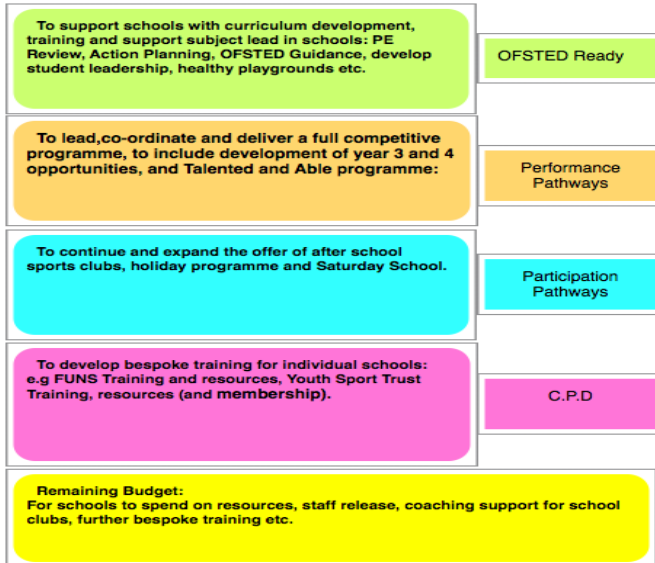 To support schools with curriculum development,
training and support subject lead in schools: PE
Review, Action Planning, OFSTED Guidance, develop
student leadership, healthy playgrounds etc.
OFSTED Ready
To lead,co-ordinate and deliver a full competitive
programme, to include development of year 3 and 4
opportunities, and Talented and Able programme:
Performance
Pathways
To continue and expand the offer of after school
sports clubs, holiday programme and Saturday School.
Participation
Pathways
To develop bespoke training for individual schools:
e.g FUNS Training and resources, Youth Sport Trust
Training, resources (and membership).
C.P.D
Remaining Budget:
For schools to spend on resources, staff release, coaching support for school
clubs, further bespoke training etc.